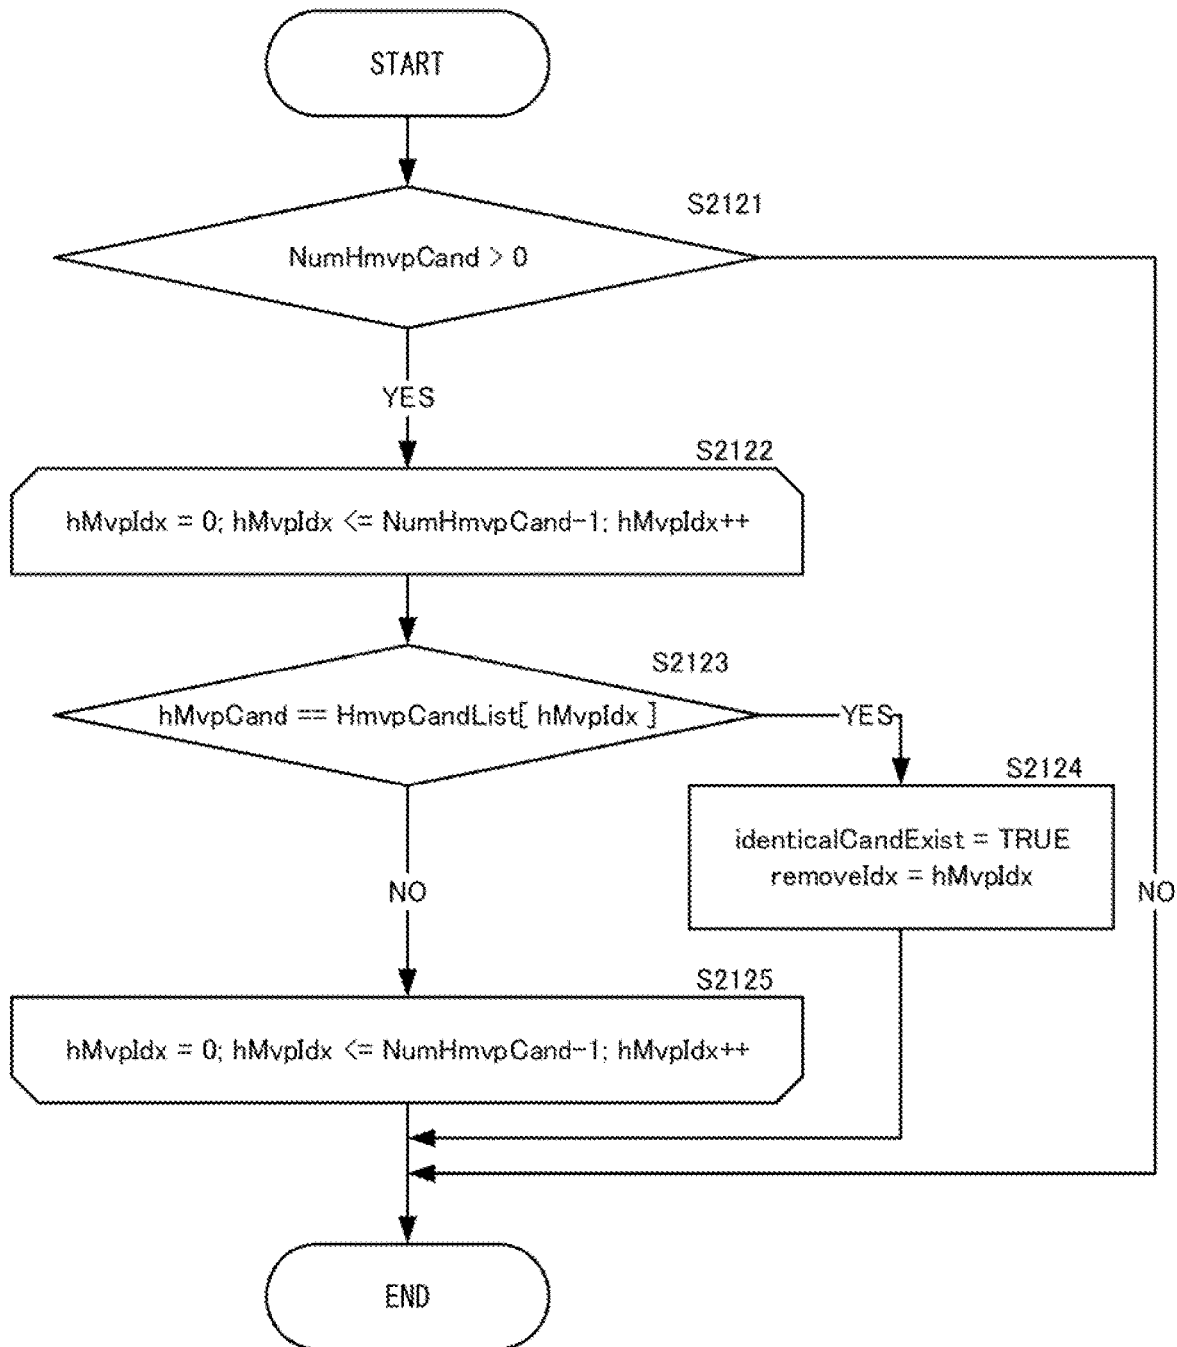 START
S2121
NumHmvpCand > 0
YES
S2122
hMvpIdx = 0; hMvpIdx <= NumHmvpCand-1; hMvpIdx++
S2123
hMvpCand == HmvpCandList[ hMvpIdx ]
YES
S2124
identicalCandExist = TRUE
removeIdx = hMvpIdx
NO
NO
S2125
hMvpIdx = 0; hMvpIdx <= NumHmvpCand-1; hMvpIdx++
END